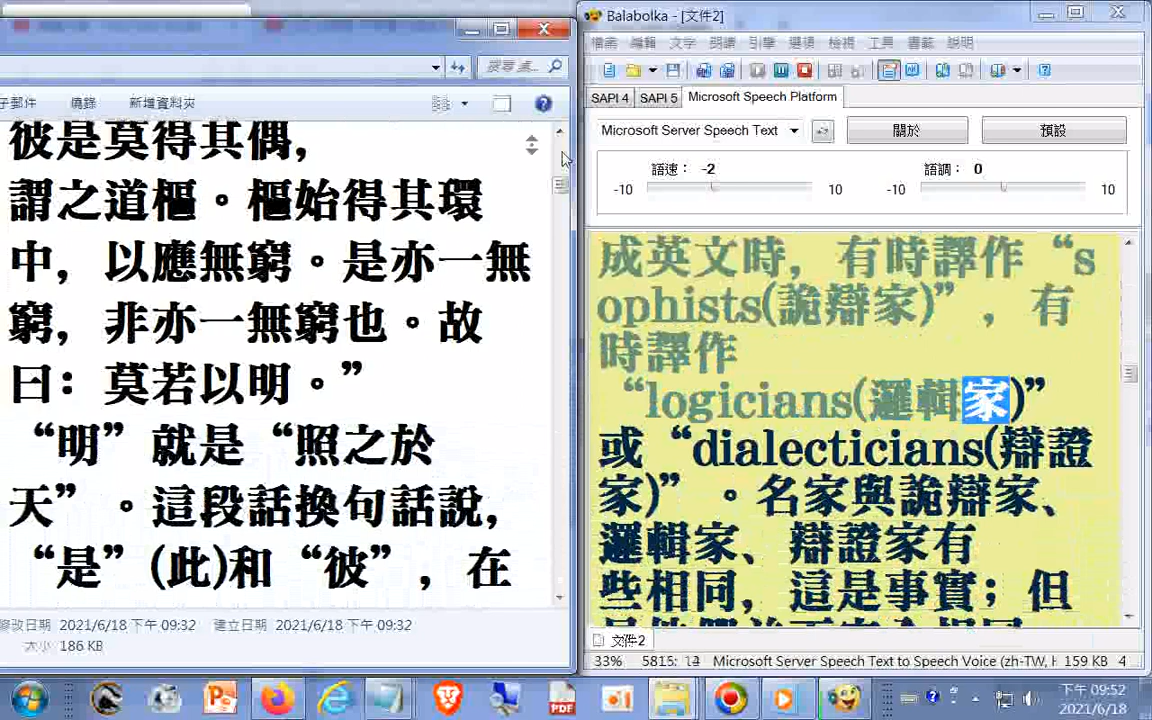 搜尋 桌...
子郵件 燒錄 新增資料夾
彼是莫得其偶，
謂之道樞。樞始得其環
中，以應無窮。是亦一無
窮，非亦一無窮也。故
曰：莫若以明。”
“明”就是“照之於
天”。這段話換句話說，
“是”(此)和“彼”，在
修改日期 2021/6/18 下午 09:32 建立日期 2021/6/18 下午 09:32
大小 186 KB
Balabolka - [文件2]
檔案 編輯 文字 朗讀 引擎 選項 檢視 工具 書籤 說明
SAPI 4 SAPI 5 Microsoft Speech Platform
Microsoft Server Speech Text 關於 預設
語速： -2 語調： 0
-10 10 -10 10
成英文時，有時譯作“s
ophists(詭辯家)”，有
時譯作
“logicians(邏輯家)”
或“dialecticians(辯證
家)”。名家與詭辯家、
邏輯家、辯證家有
些相同，這是事實；但
文件2
33% 5815: 14 Microsoft Server Speech Text to Speech Voice (zh-TW, H 159 KB 4
PDF
下午 09:52
2021/6/18